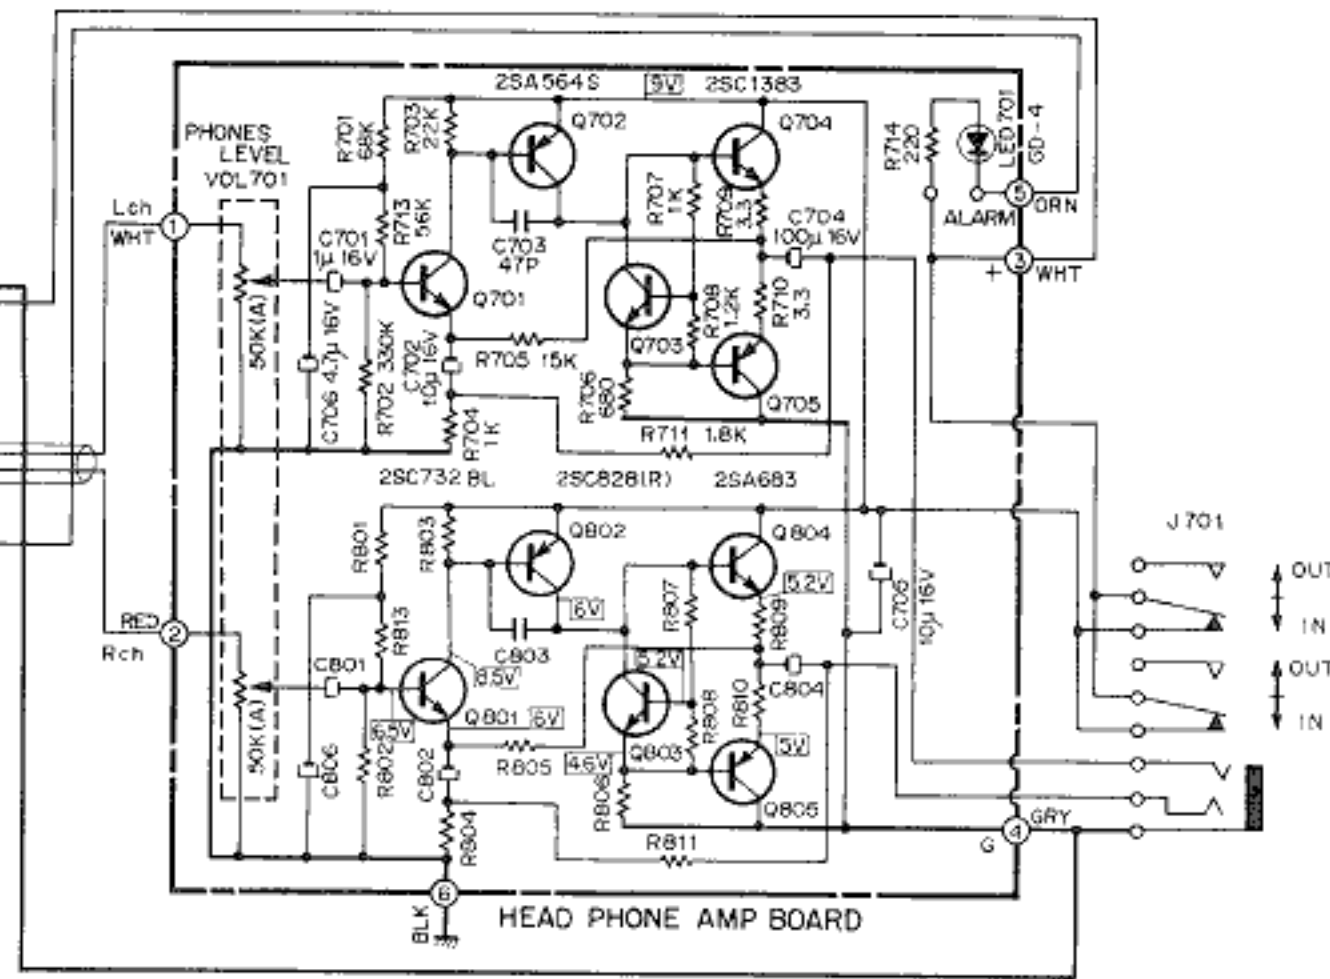 2SA564S 9V 2SC1383
PHONES
LEVEL
VOL701
R701
68K
R703
22K
Q702
Q704
R714
220
LED701
GD-4
Lch
WHT
1
R713
56K
C701
1µ 16V
C703
47P
R707
1K
R709
3.3
C704
100µ 16V
ALARM
5
ORN
+
3
WHT
50K(A)
C706 4.7µ 16V
R702 330K
Q701
C702
10µ 16V
R705 15K
Q703
R708
1.2K
R710
3.3
Q705
R704
1K
R706
680
R711 1.8K
2SC732 BL 2SC828(R) 2SA683
R801
R803
Q802
Q804
J701
RED
2
Rch
R813
6V
C803
R807
5.2V
R809
C705
10µ 16V
OUT
IN
OUT
IN
C801
8.5V
5.2V
C804
50K(A)
6.5V
Q801 6V
R808
R810
C806
R802
C802
R805
4.6V
Q803
5V
R806
Q805
R804
R811
G
4
GRY
6
BLK
HEAD PHONE AMP BOARD